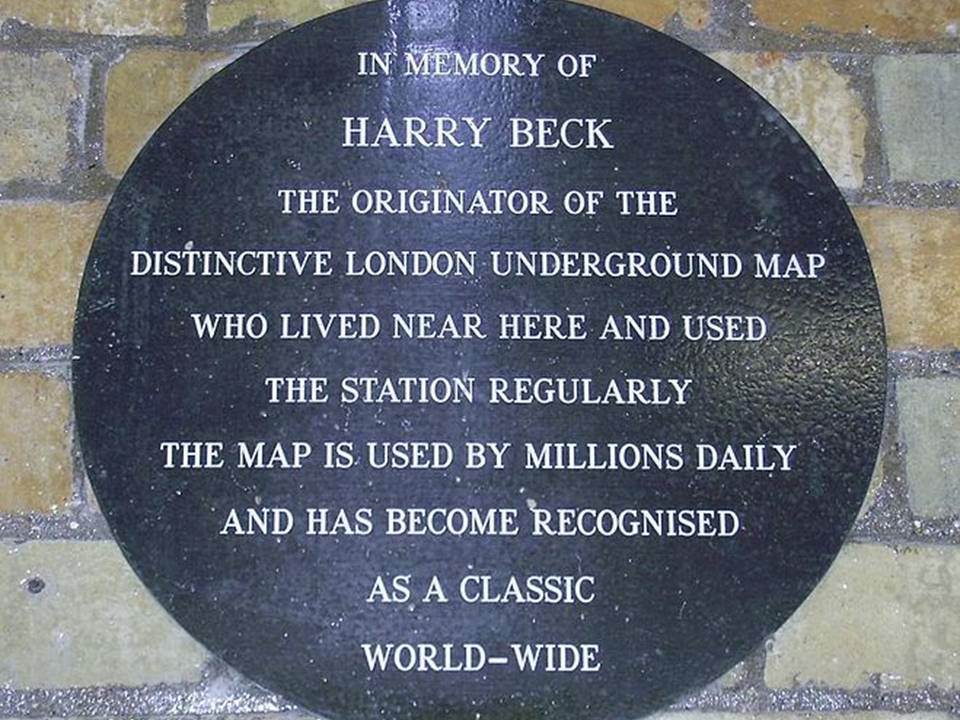 IN MEMORY OF
HARRY BECK
THE ORIGINATOR OF THE
DISTINCTIVE LONDON UNDERGROUND MAP
WHO LIVED NEAR HERE AND USED
THE STATION REGULARLY
THE MAP IS USED BY MILLIONS DAILY
AND HAS BECOME RECOGNISED
AS A CLASSIC
WORLD–WIDE